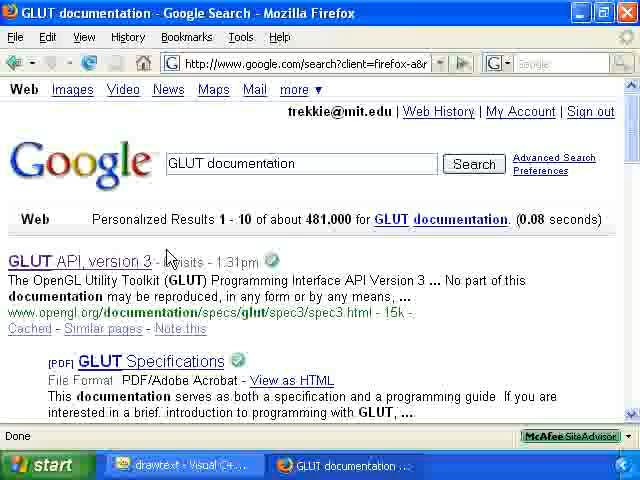 GLUT documentation - Google Search - Mozilla Firefox
File Edit View History Bookmarks Tools Help
http://www.google.com/search?client=firefox-a&r
Google
Web Images Video News Maps Mail more ▼
trekkie@mit.edu | Web History | My Account | Sign out
Google GLUT documentation Search Advanced Search
Preferences
Web Personalized Results 1 - 10 of about 481,000 for GLUT documentation. (0.08 seconds)
GLUT API, version 3 - visits - 1:31pm
The OpenGL Utility Toolkit (GLUT) Programming Interface API Version 3 ... No part of this
documentation may be reproduced, in any form or by any means, ...
www.opengl.org/documentation/specs/glut/spec3/spec3.html - 15k -
Cached - Similar pages - Note this
[PDF] GLUT Specifications
File Format: PDF/Adobe Acrobat - View as HTML
This documentation serves as both a specification and a programming guide. If you are
interested in a brief introduction to programming with GLUT, ...
Done
McAfee SiteAdvisor
start
drawtext - Visual C+...
GLUT documentation ...